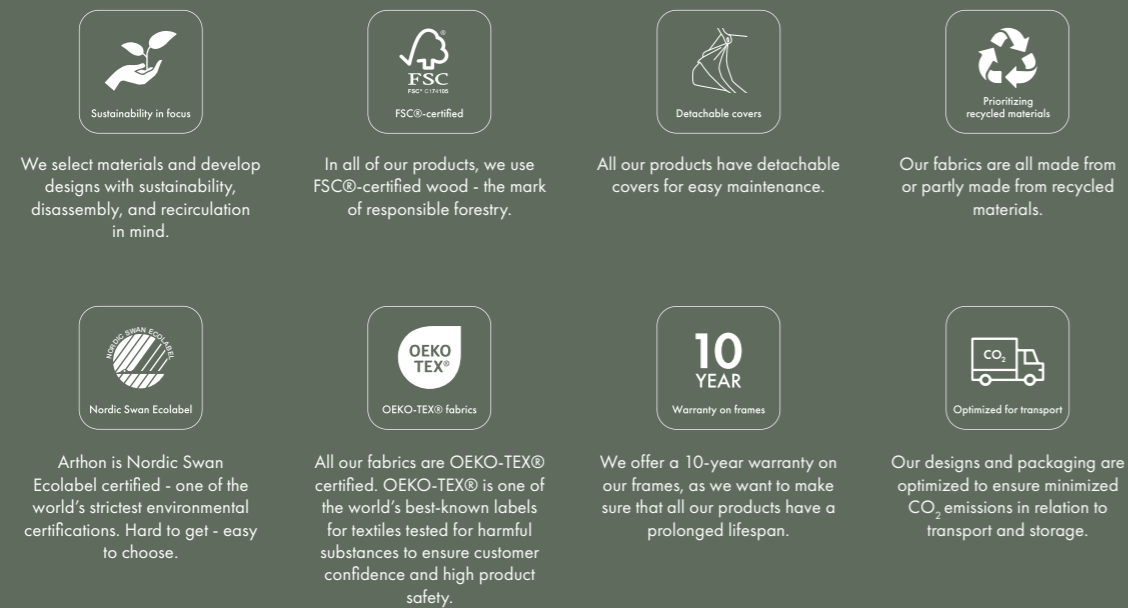 Sustainability in focus
We select materials and develop
designs with sustainability,
disassembly, and recirculation
in mind.
®
FSC
FSC® C174105
FSC®-certified
In all of our products, we use
FSC®-certified wood - the mark
of responsible forestry.
Detachable covers
All our products have detachable
covers for easy maintenance.
Prioritizing
recycled materials
Our fabrics are all made from
or partly made from recycled
materials.
NORDIC SWAN ECOLABEL
Nordic Swan Ecolabel
Arthon is Nordic Swan
Ecolabel certified - one of the
world’s strictest environmental
certifications. Hard to get - easy
to choose.
OEKO
TEX®
OEKO-TEX® fabrics
All our fabrics are OEKO-TEX®
certified. OEKO-TEX® is one of
the world’s best-known labels
for textiles tested for harmful
substances to ensure customer
confidence and high product
safety.
10
YEAR
Warranty on frames
We offer a 10-year warranty on
our frames, as we want to make
sure that all our products have a
prolonged lifespan.
CO₂
Optimized for transport
Our designs and packaging are
optimized to ensure minimized
CO₂ emissions in relation to
transport and storage.